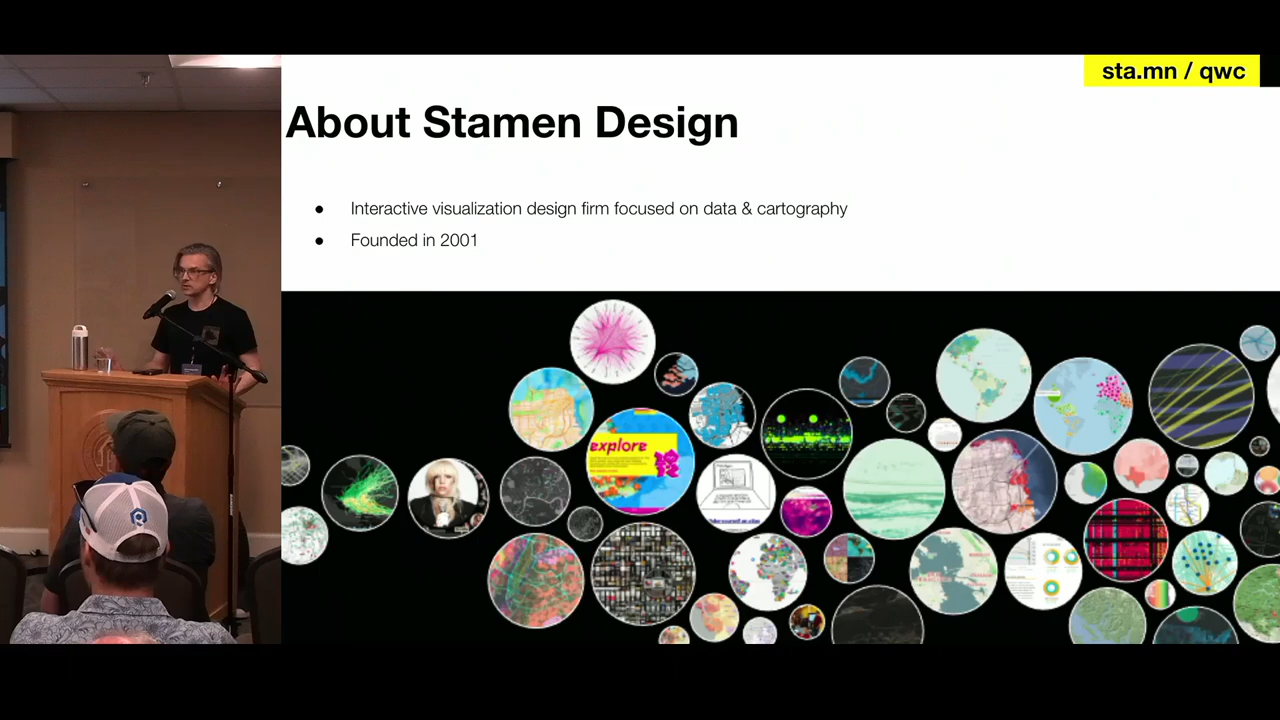 sta.mn / qwc
About Stamen Design
● Interactive visualization design firm focused on data & cartography
● Founded in 2001
explore